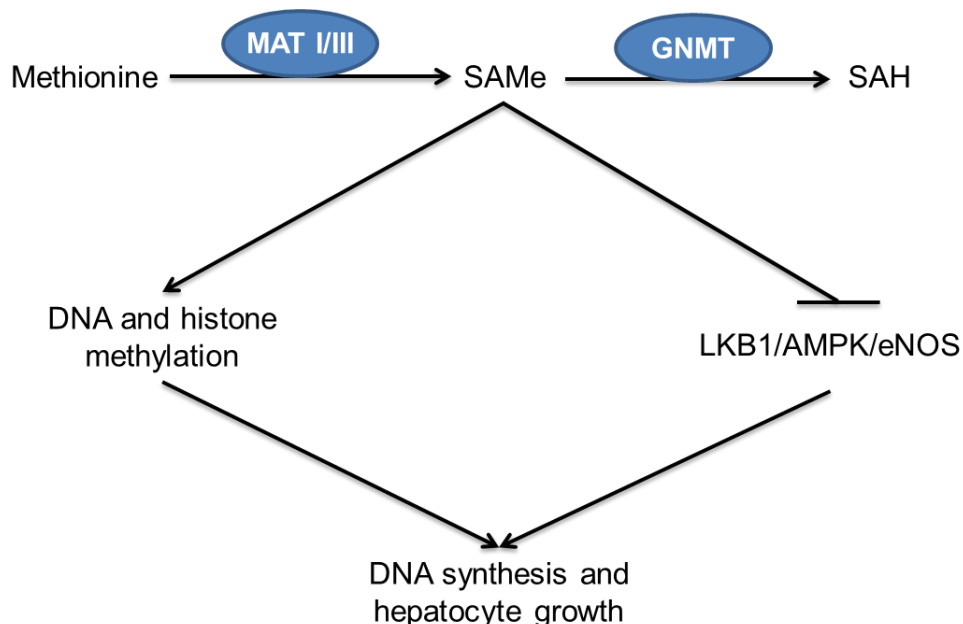 MAT I/III
GNMT
Methionine
SAMe
SAH
DNA and histone
methylation
LKB1/AMPK/eNOS
DNA synthesis and
hepatocyte growth